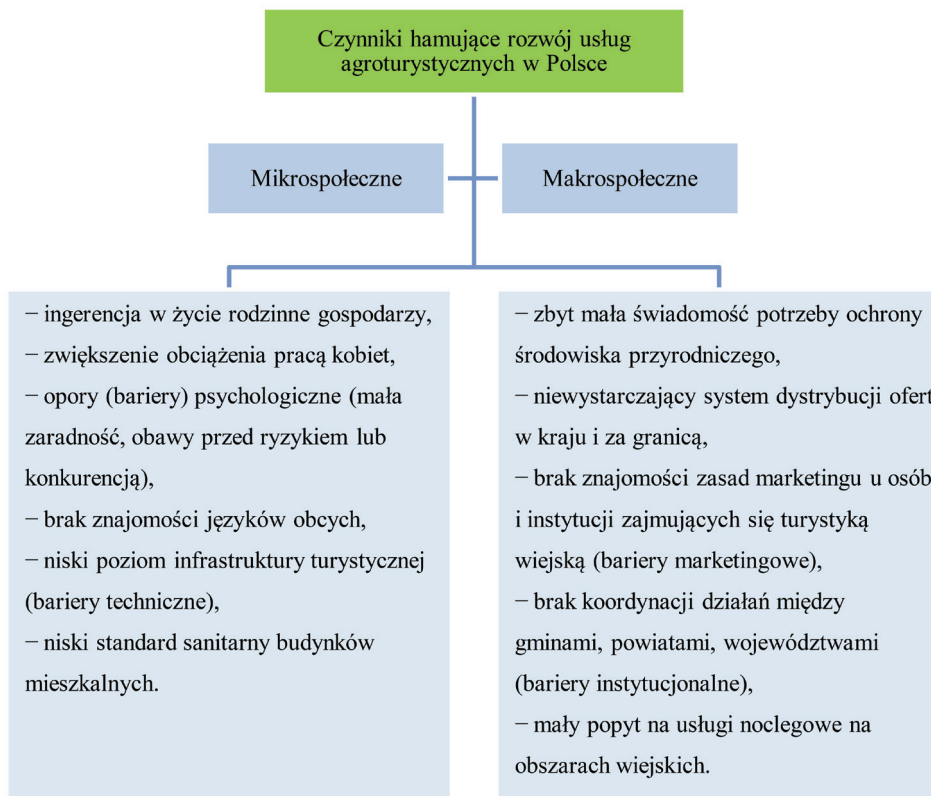 Czynniki hamujące rozwój usług
agroturystycznych w Polsce
Mikrospołeczne
Makrospołeczne
− ingerencja w życie rodzinne gospodarzy,
− zwiększenie obciążenia pracą kobiet,
− opory (bariery) psychologiczne (mała
zaradność, obawy przed ryzykiem lub
konkurencją),
− brak znajomości języków obcych,
− niski poziom infrastruktury turystycznej
(bariery techniczne),
− niski standard sanitarny budynków
mieszkalnych.
− zbyt mała świadomość potrzeby ochrony
środowiska przyrodniczego,
− niewystarczający system dystrybucji ofert
w kraju i za granicą,
− brak znajomości zasad marketingu u osób
i instytucji zajmujących się turystyką
wiejską (bariery marketingowe),
− brak koordynacji działań między
gminami, powiatami, województwami
(bariery instytucjonalne),
− mały popyt na usługi noclegowe na
obszarach wiejskich.